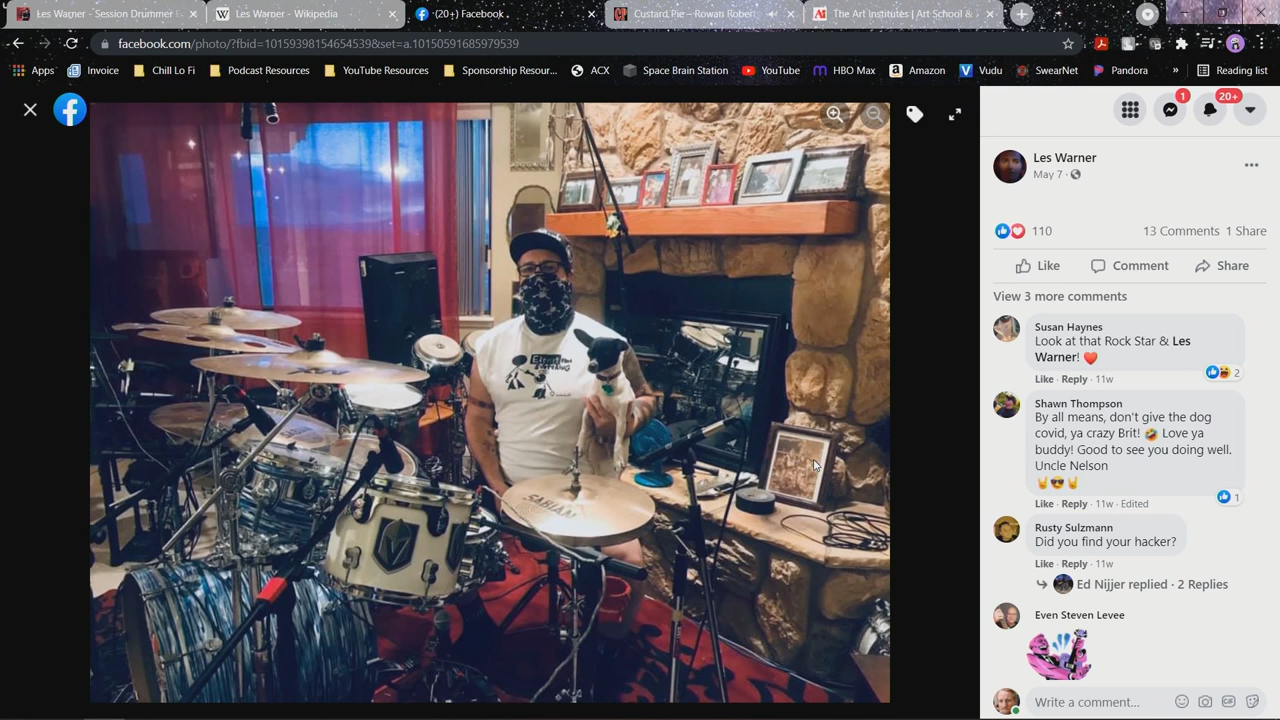 Les Warner - Session Drummer E
Les Warner - Wikipedia
(20+) Facebook
Custard Pie – Rowan Robert
The Art Institutes | Art School &
facebook.com/photo/?fbid=10159398154654539&set=a.10150591685979539
Apps
Invoice
Chill Lo Fi
Podcast Resources
YouTube Resources
Sponsorship Resour...
ACX
Space Brain Station
YouTube
HBO Max
Amazon
Vudu
SwearNet
Pandora
»
Reading list
1
20+
Les Warner
May 7 ·
110
13 Comments 1 Share
Like
Comment
Share
View 3 more comments
Susan Haynes
Look at that Rock Star & Les
Warner! ❤️
Like · Reply · 11w
2
Shawn Thompson
By all means, don't give the dog
covid, ya crazy Brit! 🤣 Love ya
buddy! Good to see you doing well.
Uncle Nelson
🤘😎🤘
Like · Reply · 11w · Edited
1
Rusty Sulzmann
Did you find your hacker?
Like · Reply · 11w
Ed Nijjer replied · 2 Replies
Even Steven Levee
Write a comment...
SABIAN